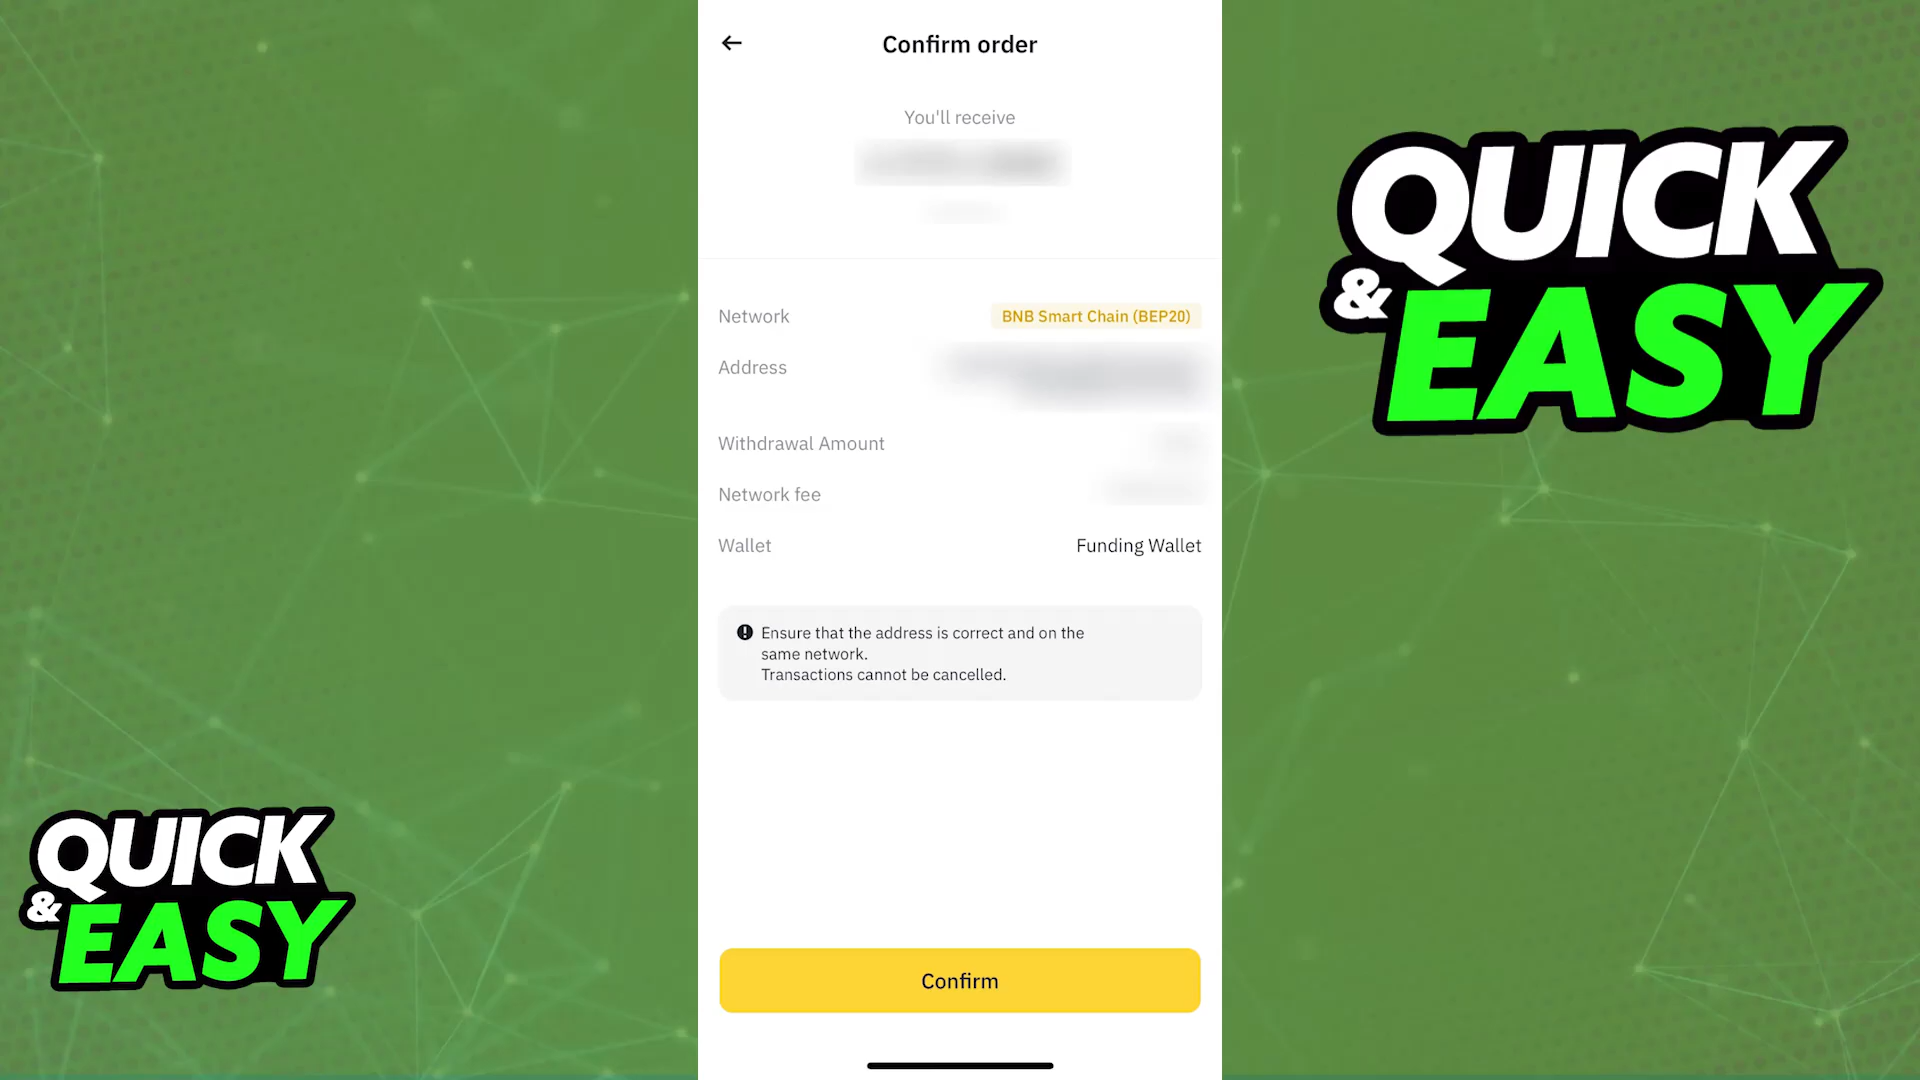 Confirm order
You'll receive
Network
BNB Smart Chain (BEP20)
Address
Withdrawal Amount
Network fee
Wallet
Funding Wallet
Ensure that the address is correct and on the
same network.
Transactions cannot be cancelled.
Confirm
QUICK
& EASY
QUICK
& EASY